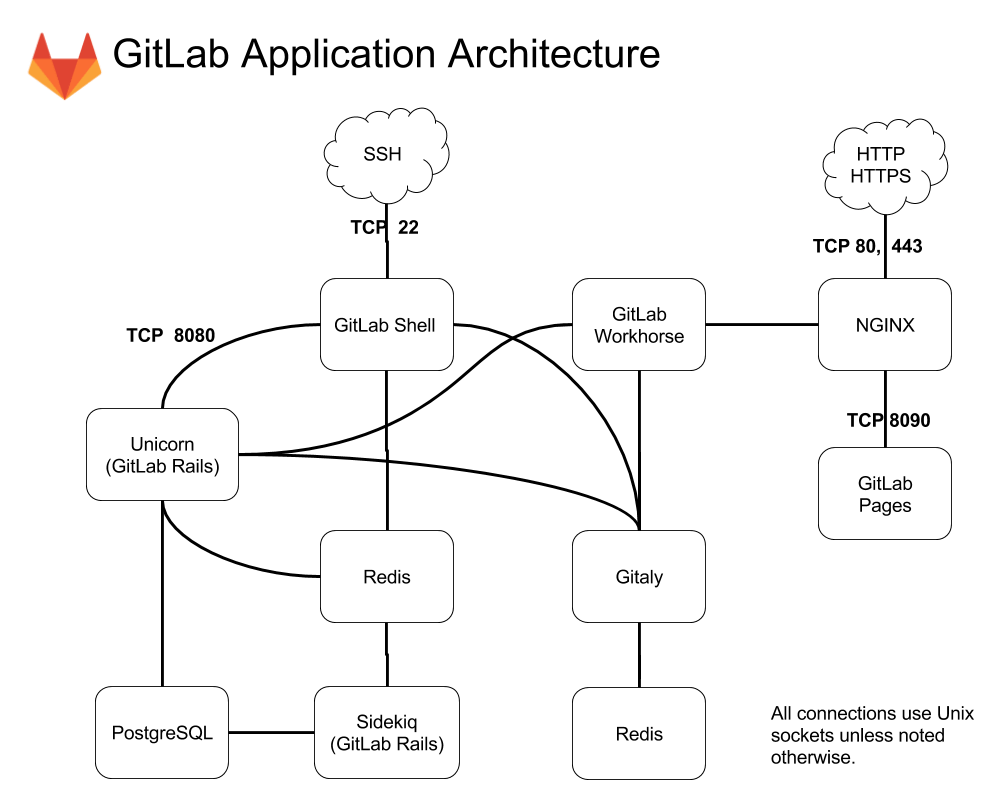 GitLab Application Architecture
SSH
HTTP
HTTPS
TCP 22
TCP 80, 443
GitLab Shell
GitLab
Workhorse
NGINX
TCP 8080
TCP 8090
Unicorn
(GitLab Rails)
GitLab
Pages
Redis
Gitaly
PostgreSQL
Sidekiq
(GitLab Rails)
Redis
All connections use Unix
sockets unless noted
otherwise.